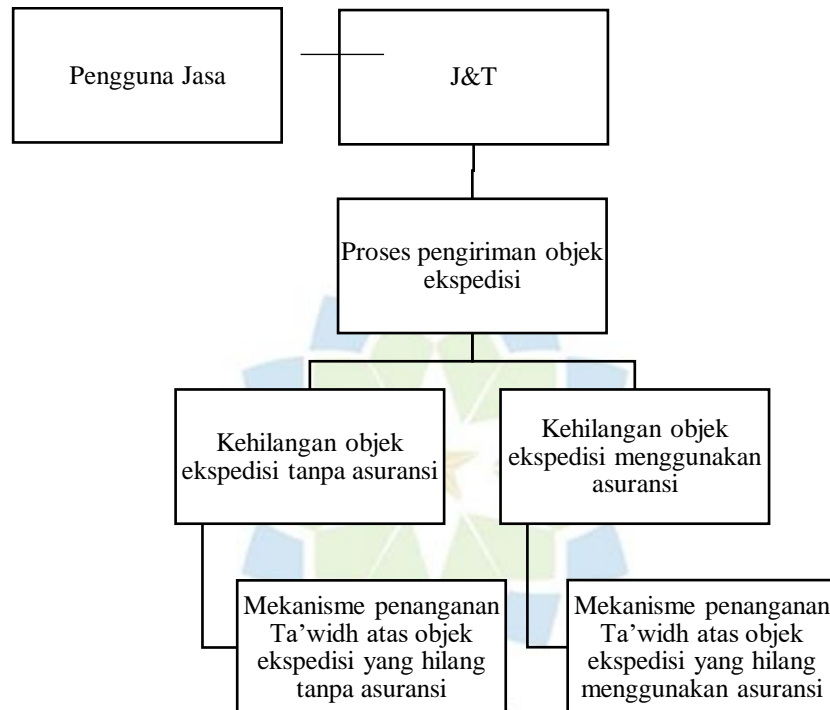 Pengguna Jasa
J&T
Proses pengiriman objek
ekspedisi
Kehilangan objek
ekspedisi tanpa asuransi
Kehilangan objek
ekspedisi menggunakan
asuransi
Mekanisme penanganan
Ta’widh atas objek
ekspedisi yang hilang
tanpa asuransi
Mekanisme penanganan
Ta’widh atas objek
ekspedisi yang hilang
menggunakan asuransi